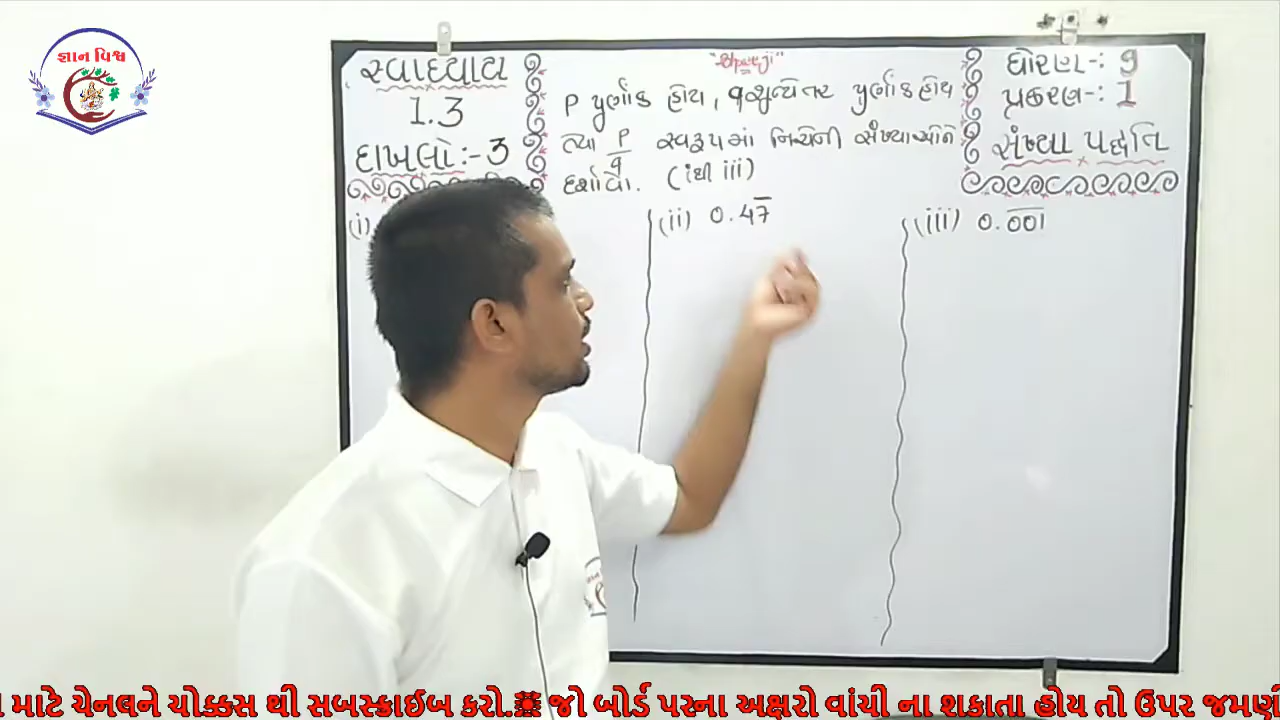 જ્ઞાન વિશ્વ
સ્વાધ્યાય
1.3
દાખલો:- 3
P પુર્ણાંક હોય, q શુન્યેતર પુર્ણાંક હોય
ત્યા P/q સ્વરૂપમાં નિચેની સંખ્યાઓને
દર્શાવો. (iથી iii)
ધોરણ-: 9
પ્રકરણ-: 1
સંખ્યા પદ્ધતિ
(i)
(ii) 0.47̅
(iii) 0.0̅0̅1̅
માટે ચેનલને ચોક્કસ થી સબસ્ક્રાઈબ કરો. જો બોર્ડ પરના અક્ષરો વાંચી ના શકાતા હોય તો ઉપર જમણ